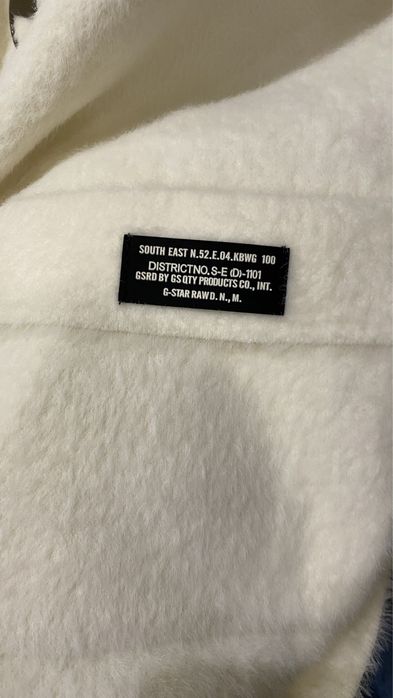 SOUTH EAST N.52.E.04.KBWG 100
DISTRICTNO. S-E (D)-1101
GSRD BY GS QTY PRODUCTS CO., INT.
G-STAR RAW D. N., M.